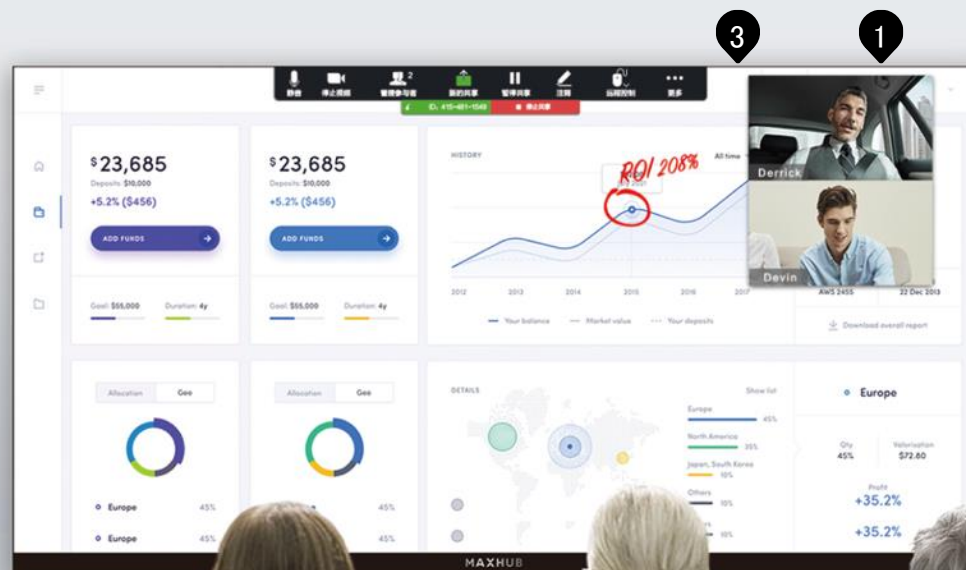 3
1
2
静音
停止视频
管理参与者
新的共享
暂停共享
注释
远程控制
更多
ID: 415-481-1549
停止共享
$23,685
Deposits: $10,000
+5.2% ($456)
ADD FUNDS
Goal: $55,000
Duration: 4y
$23,685
Deposits: $10,000
+5.2% ($456)
ADD FUNDS
Goal: $55,000
Duration: 4y
HISTORY
All time
ROI 208%
July 2021
2012
2013
2014
2015
2016
2017
Your balance
Market value
Your deposits
Derrick
Devin
AWS 2455
22 Dec 2013
Download overall report
Allocation
Geo
Europe
45%
Europe
45%
Allocation
Geo
45%
45%
DETAILS
Show list
Europe
45%
North America
35%
Japan, South Korea
10%
Others
10%
10%
Europe
Qty
45%
Valorisation
$72.80
Profit
+35.2%
+35.2%
MAXHUB